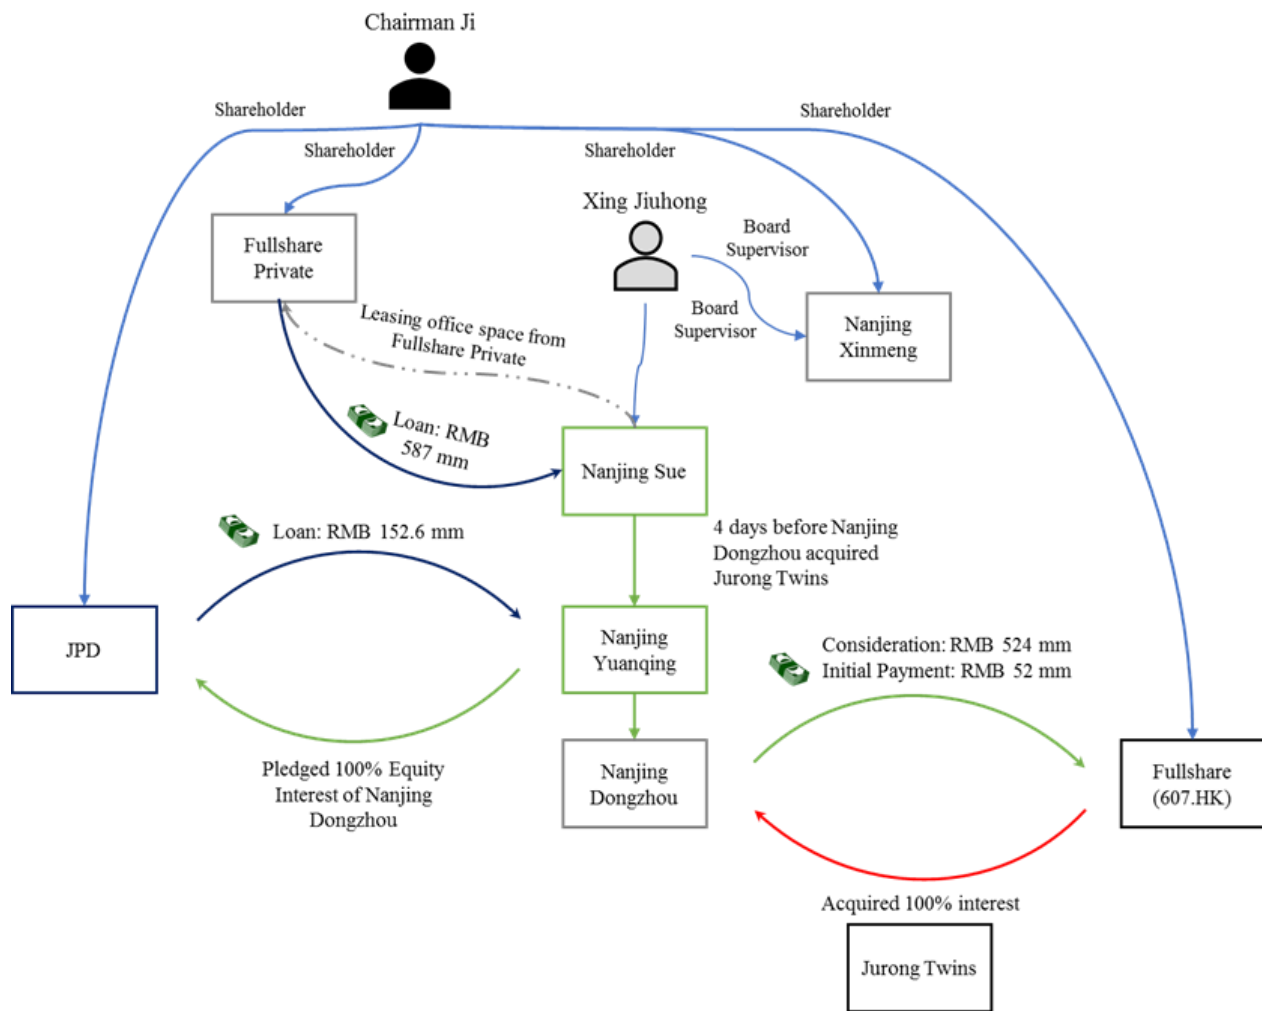 Chairman Ji
Shareholder
Shareholder
Shareholder
Shareholder
Xing Jiuhong
Board
Supervisor
Board
Supervisor
Fullshare
Private
Nanjing
Xinmeng
Leasing office space from
Fullshare Private
Loan: RMB
587 mm
Nanjing Sue
4 days before Nanjing
Dongzhou acquired
Jurong Twins
Loan: RMB 152.6 mm
JPD
Nanjing
Yuanqing
Consideration: RMB 524 mm
Initial Payment: RMB 52 mm
Pledged 100% Equity
Interest of Nanjing
Dongzhou
Nanjing
Dongzhou
Fullshare
(607.HK)
Acquired 100% interest
Jurong Twins